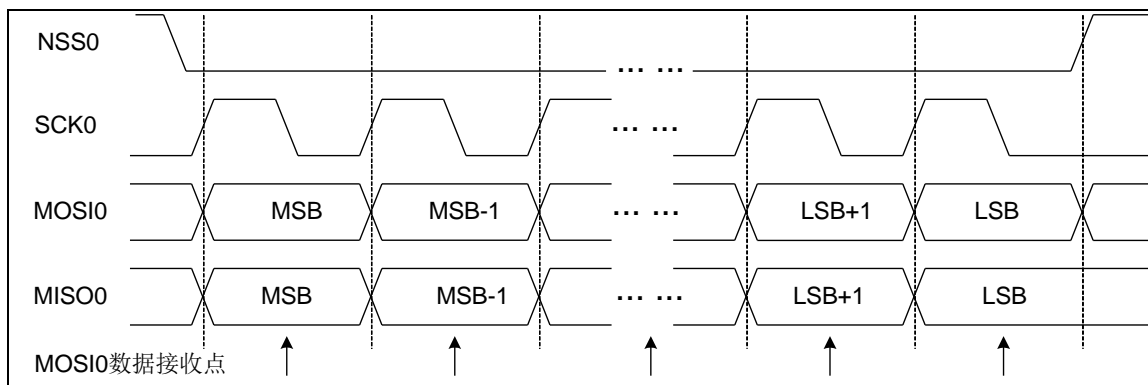 NSS0
... ...
SCK0
... ...
MOSI0 MSB MSB-1 ... ... LSB+1 LSB
MISO0 MSB MSB-1 ... ... LSB+1 LSB
MOSI0数据接收点